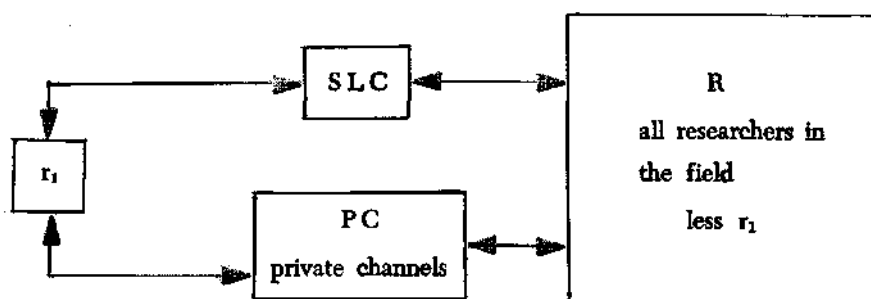 SLC
r₁
PC
private channels
R
all researchers in
the field
less r₁